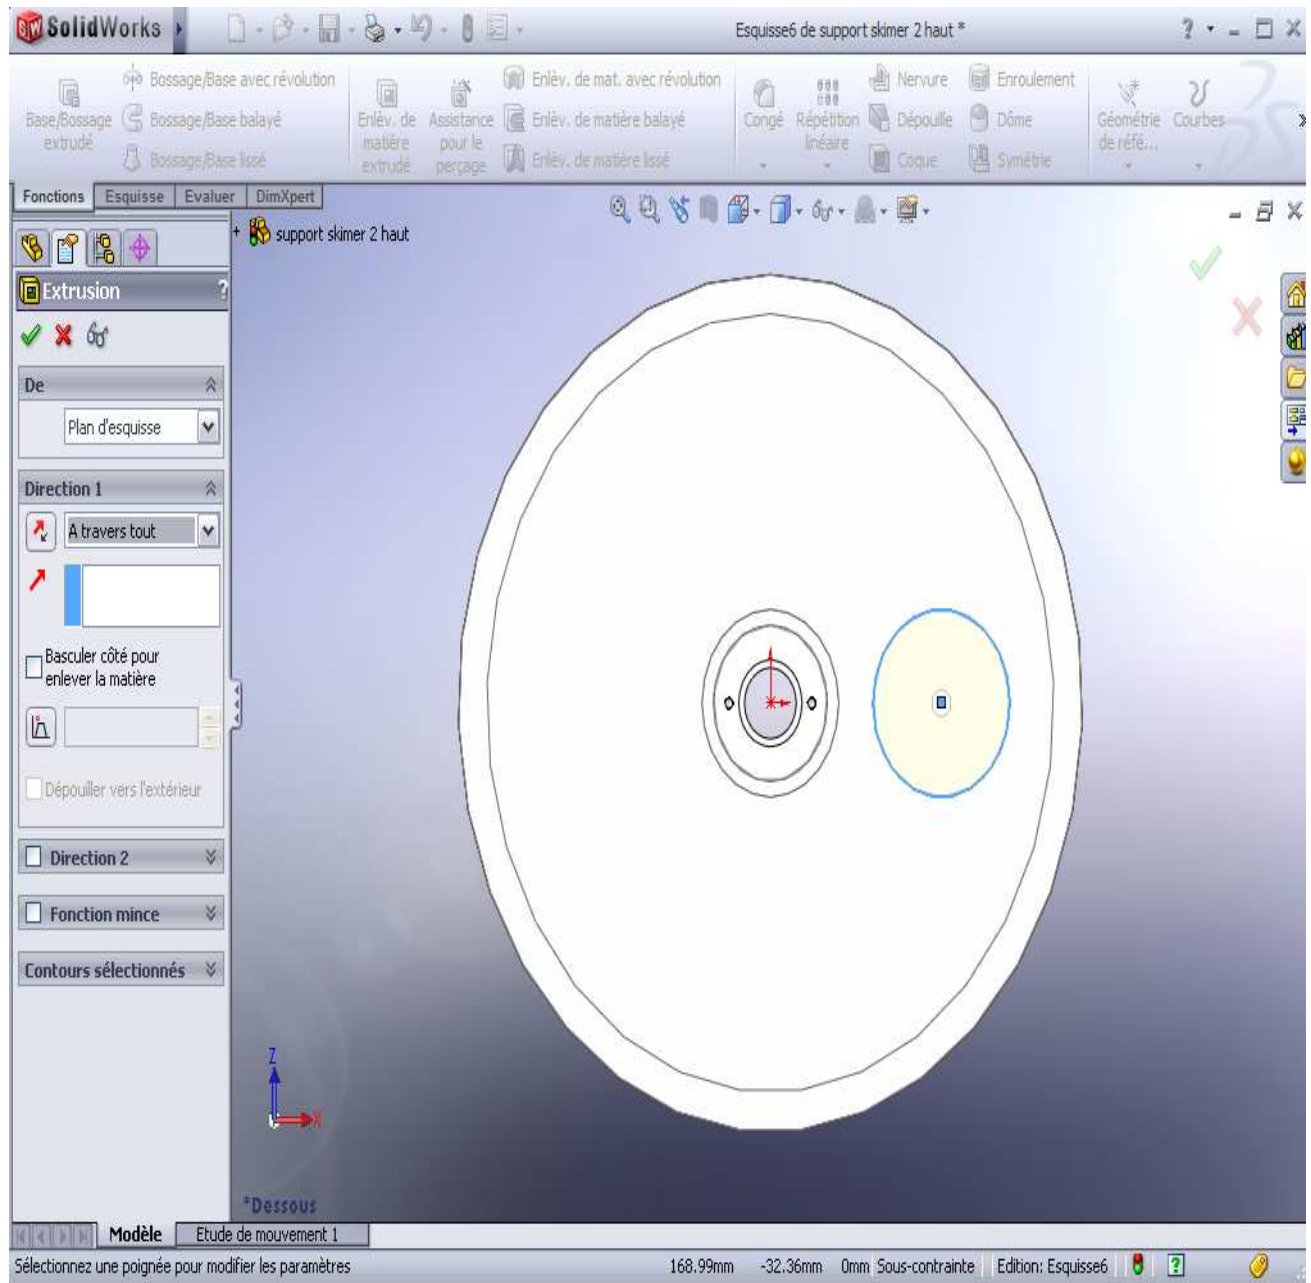 SolidWorks
Esquisse6 de support skimer 2 haut *
Base/Bossage extrudé
Bossage/Base avec révolution
Bossage/Base balayé
Bossage/Base lissé
Enlèv. de matière extrudé
Assistance pour le perçage
Enlèv. de mat. avec révolution
Enlèv. de matière balayé
Enlèv. de matière lissé
Congé
Répétition linéaire
Nervure
Dépouille
Coque
Enroulement
Dôme
Symétrie
Géométrie de réfé...
Courbes
Fonctions Esquisse Evaluer DimXpert
support skimer 2 haut
Extrusion ?
De
Plan d'esquisse
Direction 1
A travers tout
Basculer côté pour
enlever la matière
Dépouiller vers l'extérieur
Direction 2
Fonction mince
Contours sélectionnés
Z
X
*Dessous
Modèle Etude de mouvement 1
Sélectionnez une poignée pour modifier les paramètres 168.99mm -32.36mm 0mm Sous-contrainte Edition: Esquisse6 ?